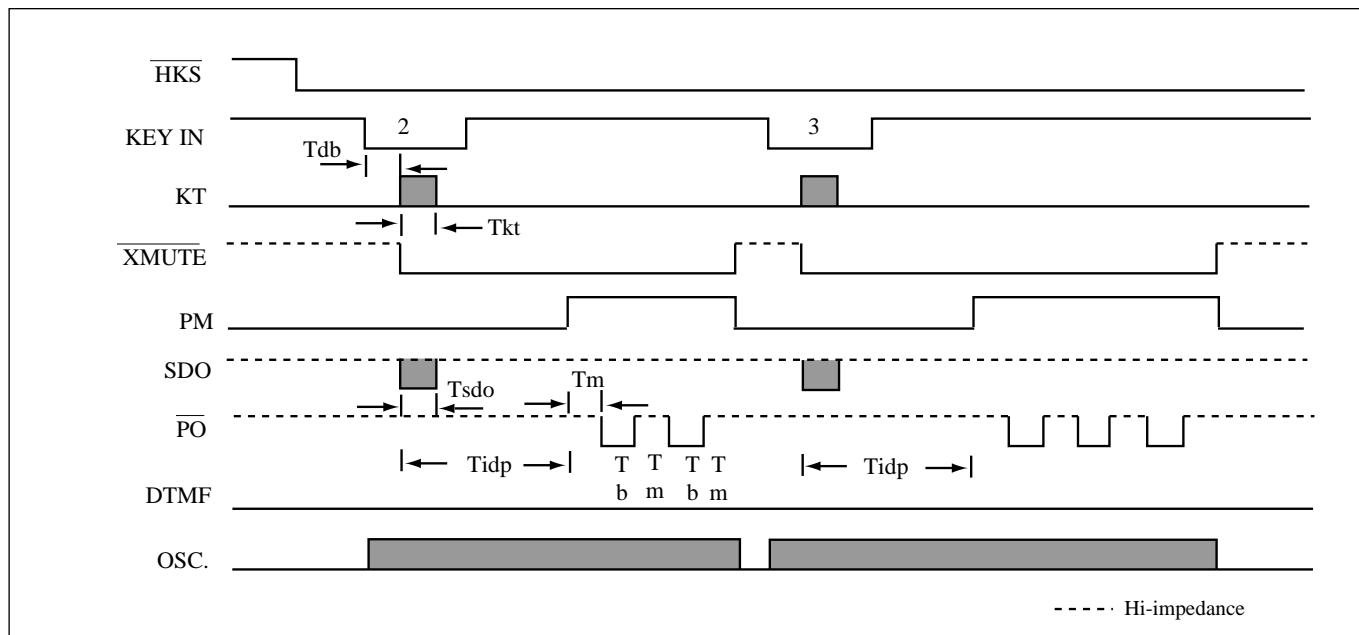 HKS
KEY IN 2 3
Tdb
KT
Tkt
XMUTE
PM
SDO
Tsdo Tm
PO
Tidp T T T T Tidp
b m b m
DTMF
OSC.
Hi-impedance